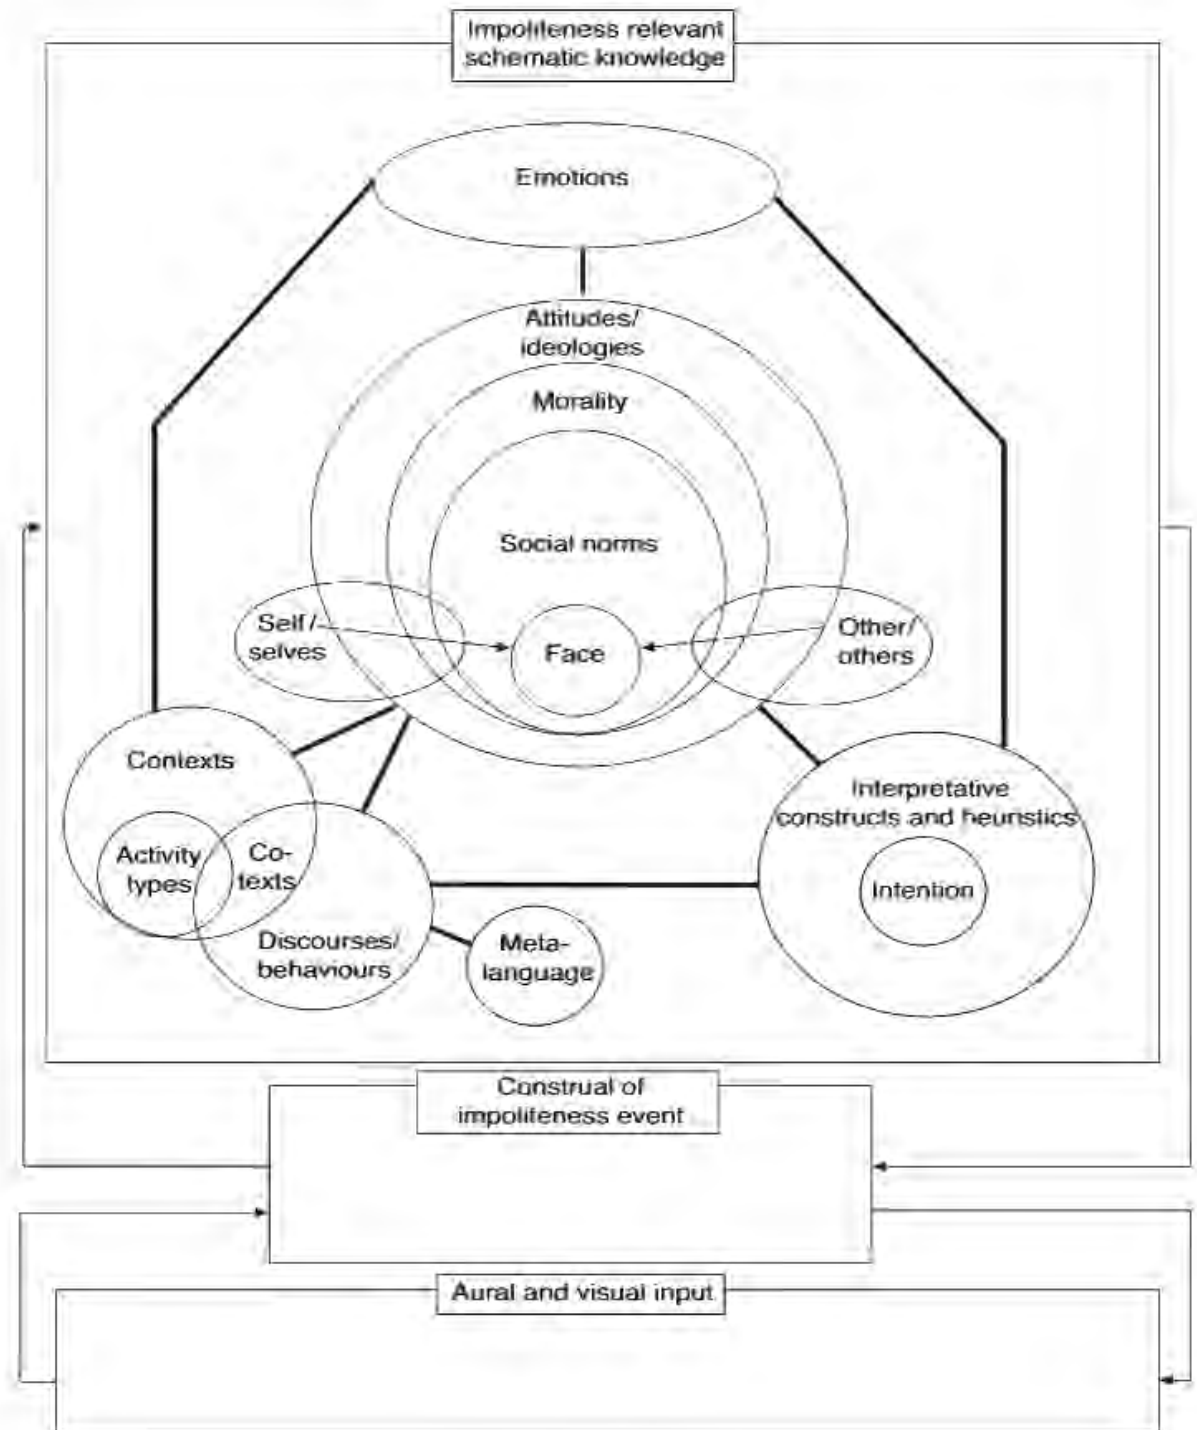 Impoliteness relevant
schematic knowledge
Emotions
Attitudes/
ideologies
Morality
Social norms
Self/
selves
Face
Other/
others
Contexts
Activity
types
Co-
texts
Discourses/
behaviours
Meta-
language
Interpretative
constructs and heuristics
Intention
Construal of
impoliteness event
Aural and visual input